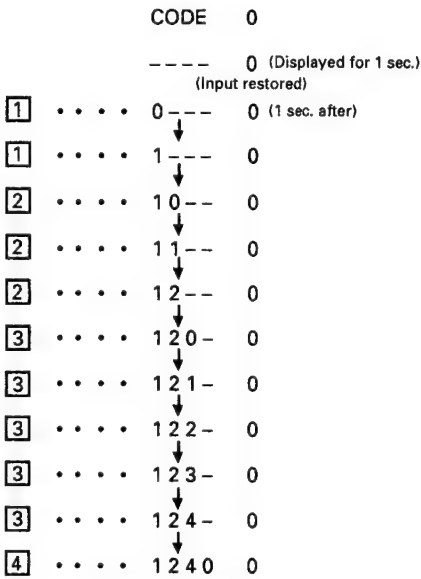 CODE 0
---- 0 (Displayed for 1 sec.)
(Input restored)
1 .... 0--- 0 (1 sec. after)
1 .... 1--- 0
2 .... 10-- 0
2 .... 11-- 0
2 .... 12-- 0
3 .... 120- 0
3 .... 121- 0
3 .... 122- 0
3 .... 123- 0
3 .... 124- 0
4 .... 1240 0